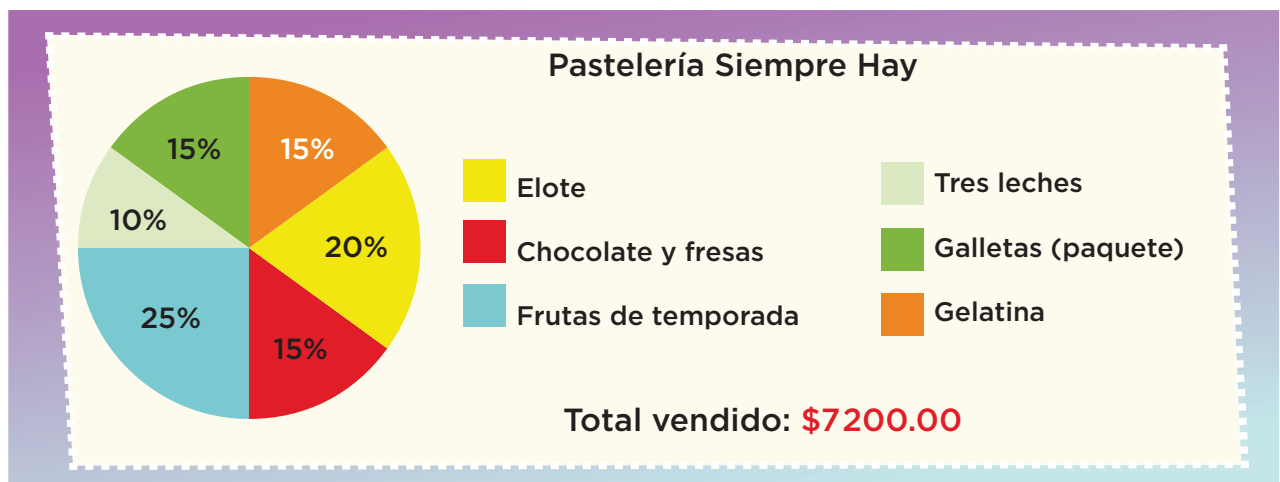 Pastelería Siempre Hay
15%
15%
10%
20%
25%
15%
Elote
Chocolate y fresas
Frutas de temporada
Tres leches
Galletas (paquete)
Gelatina
Total vendido: $7200.00